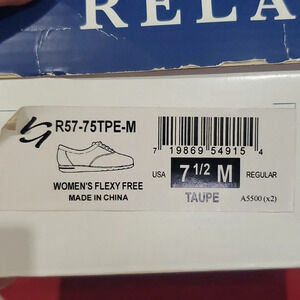 RELA
R57-75TPE-M
7 19869 54915 4
USA 7 1/2 M REGULAR
WOMEN'S FLEXY FREE
MADE IN CHINA
TAUPE A5500 (x2)